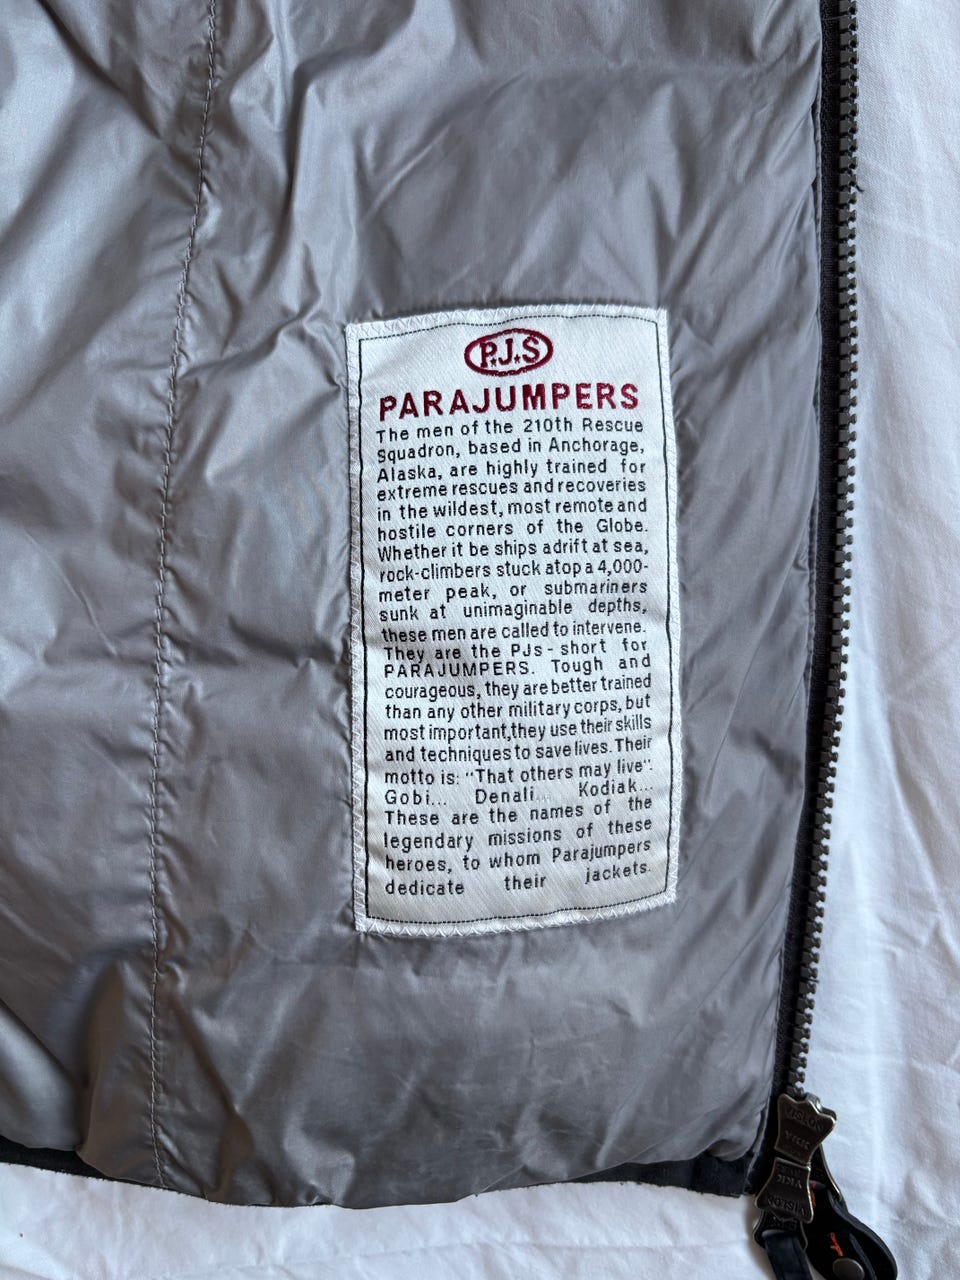 P.J.S
PARAJUMPERS
The men of the 210th Rescue
Squadron, based in Anchorage,
Alaska, are highly trained for
extreme rescues and recoveries
in the wildest, most remote and
hostile corners of the Globe.
Whether it be ships adrift at sea,
rock-climbers stuck atop a 4,000-
meter peak, or submariners
sunk at unimaginable depths,
these men are called to intervene.
They are the PJs - short for
PARAJUMPERS. Tough and
courageous, they are better trained
than any other military corps, but
most important,they use their skills
and techniques to save lives. Their
motto is: "That others may live".
Gobi... Denali... Kodiak...
These are the names of the
legendary missions of these
heroes, to whom Parajumpers
dedicate their jackets.
YKK
YKK
VISLON